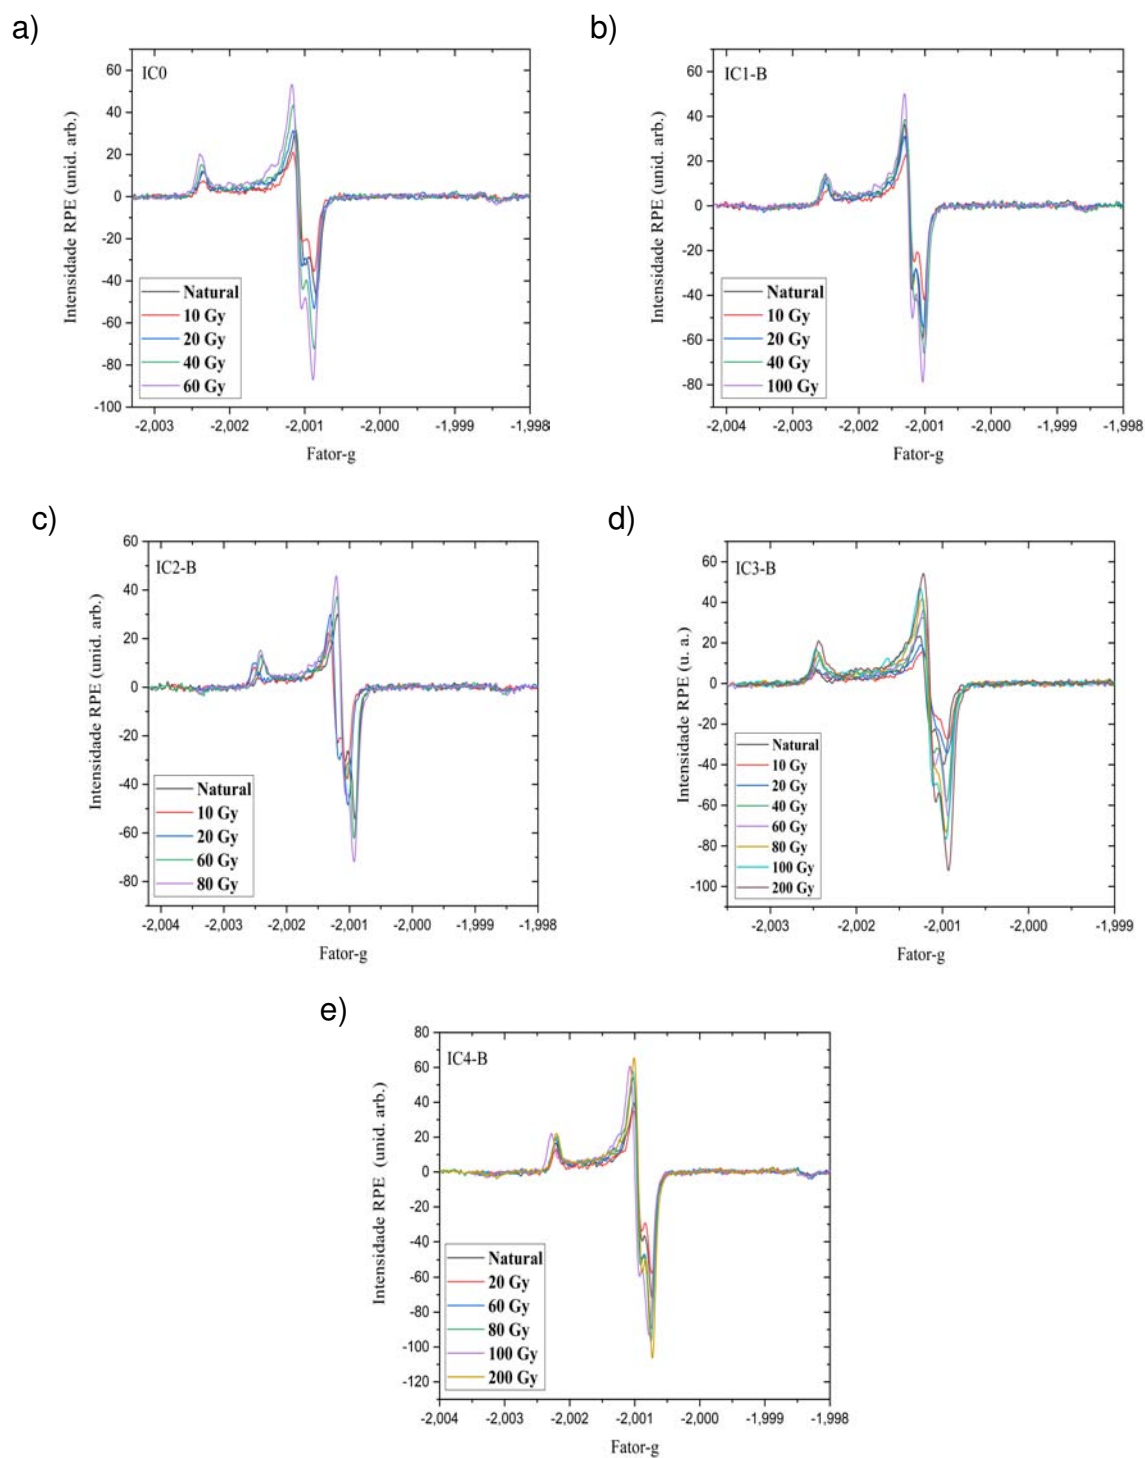 a)
IC0
Intensidade RPE (unid. arb.)
60
40
20
0
-20
-40
-60
-80
-100
Natural
10 Gy
20 Gy
40 Gy
60 Gy
-2,003 -2,002 -2,001 -2,000 -1,999 -1,998
Fator-g
b)
IC1-B
Intensidade RPE (unid. arb.)
60
40
20
0
-20
-40
-60
-80
Natural
10 Gy
20 Gy
40 Gy
100 Gy
-2,004 -2,003 -2,002 -2,001 -2,000 -1,999 -1,998
Fator-g
c)
IC2-B
Intensidade RPE (unid. arb.)
60
40
20
0
-20
-40
-60
-80
Natural
10 Gy
20 Gy
60 Gy
80 Gy
-2,004 -2,003 -2,002 -2,001 -2,000 -1,999 -1,998
Fator-g
d)
IC3-B
Intensidade RPE (u. a.)
60
40
20
0
-20
-40
-60
-80
-100
Natural
10 Gy
20 Gy
40 Gy
60 Gy
80 Gy
100 Gy
200 Gy
-2,003 -2,002 -2,001 -2,000 -1,999
Fator-g
e)
IC4-B
Intensidade RPE (unid. arb.)
80
60
40
20
0
-20
-40
-60
-80
-100
-120
Natural
20 Gy
60 Gy
80 Gy
100 Gy
200 Gy
-2,004 -2,003 -2,002 -2,001 -2,000 -1,999 -1,998
Fator-g